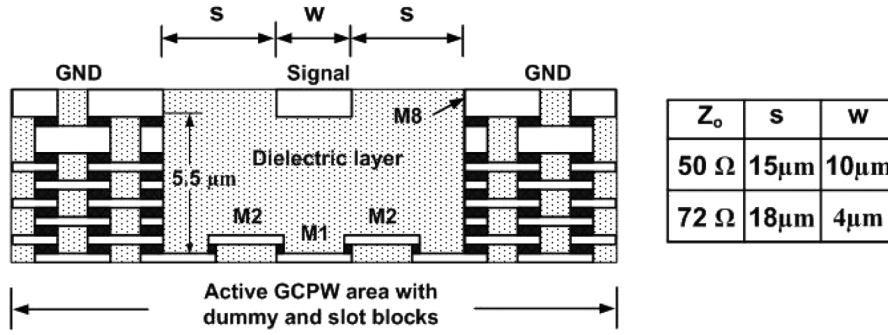 s w s
GND Signal GND
M8
Dielectric layer
5.5 μm
M2 M2
M1
Active GCPW area with
dummy and slot blocks
Zo s w
50 Ω 15μm 10μm
72 Ω 18μm 4μm